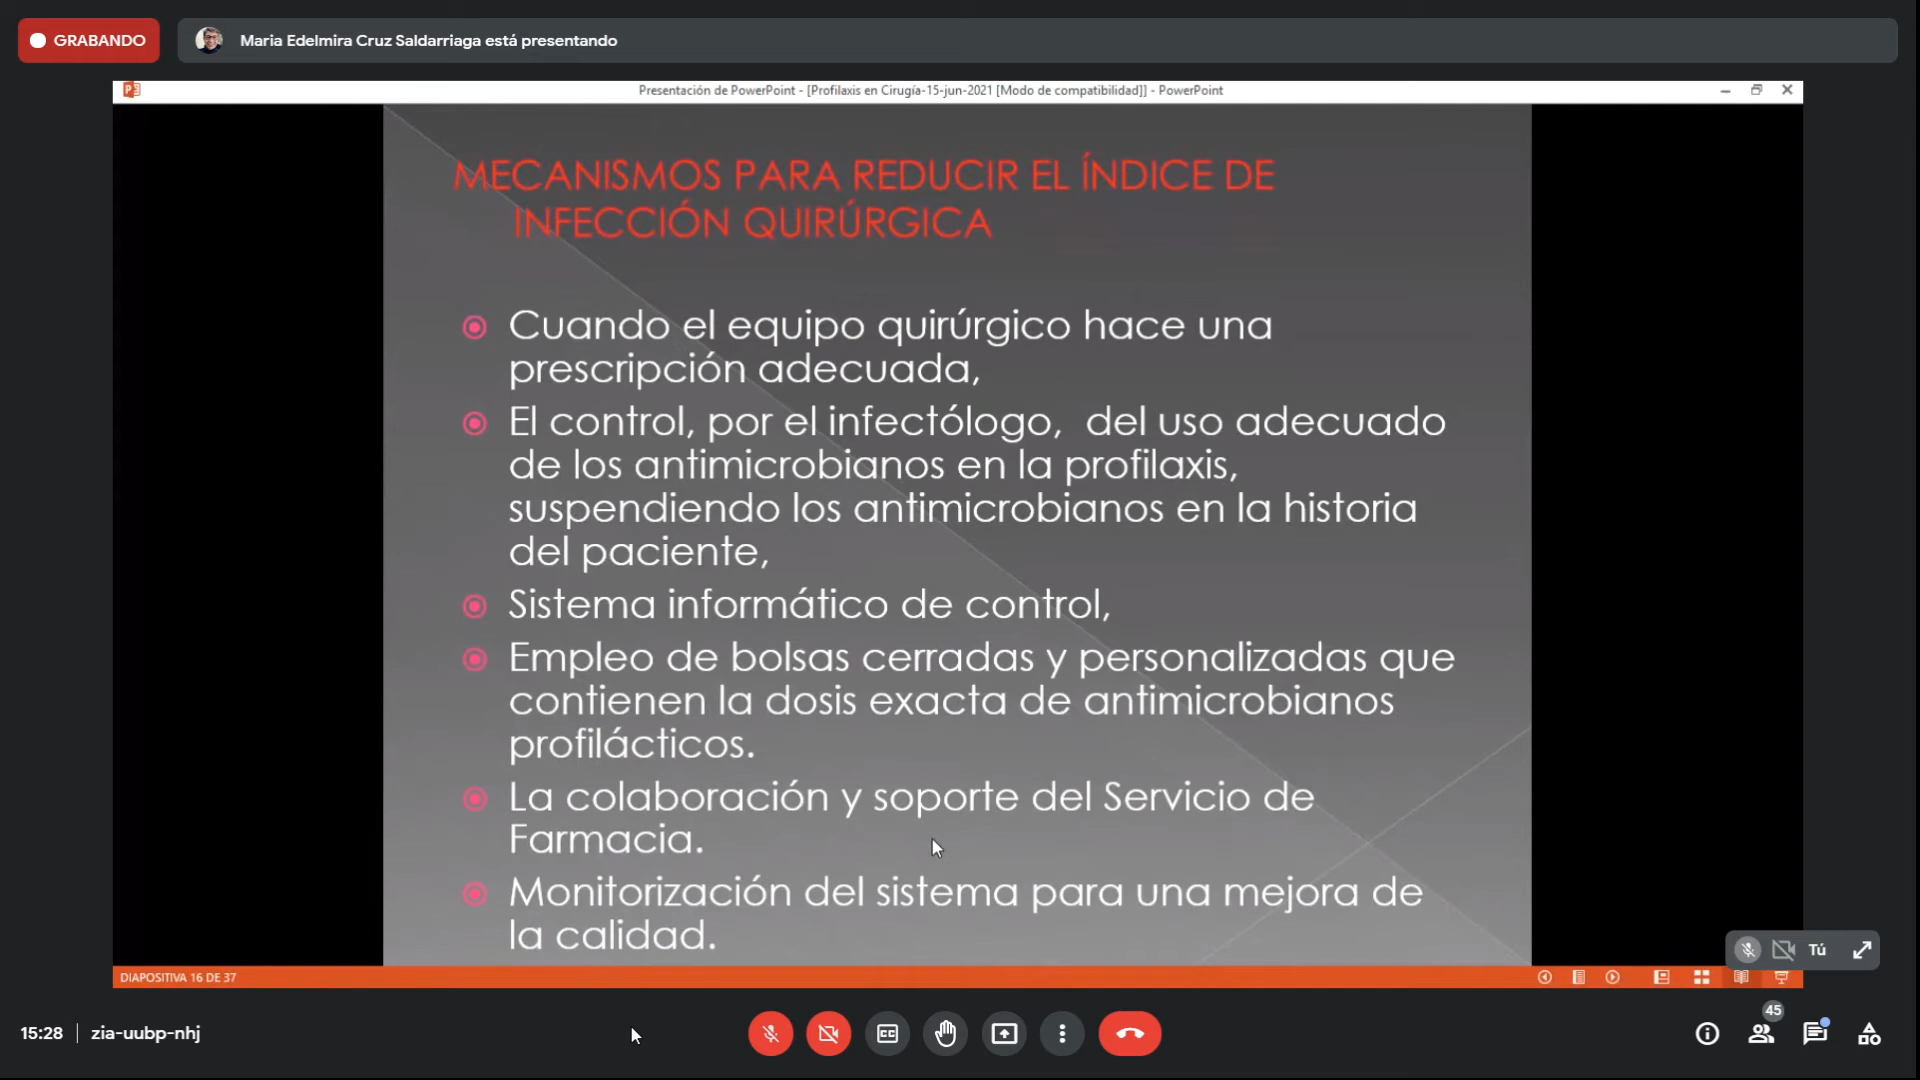 GRABANDO
Maria Edelmira Cruz Saldarriaga está presentando
Presentación de PowerPoint - [Profilaxis en Cirugía-15-jun-2021 [Modo de compatibilidad]] - PowerPoint
MECANISMOS PARA REDUCIR EL ÍNDICE DE
INFECCIÓN QUIRÚRGICA
Cuando el equipo quirúrgico hace una
prescripción adecuada,
El control, por el infectólogo, del uso adecuado
de los antimicrobianos en la profilaxis,
suspendiendo los antimicrobianos en la historia
del paciente,
Sistema informático de control,
Empleo de bolsas cerradas y personalizadas que
contienen la dosis exacta de antimicrobianos
profilácticos.
La colaboración y soporte del Servicio de
Farmacia.
Monitorización del sistema para una mejora de
la calidad.
Tú
DIAPOSITIVA 16 DE 37
15:28 | zia-uubp-nhj
CC
45